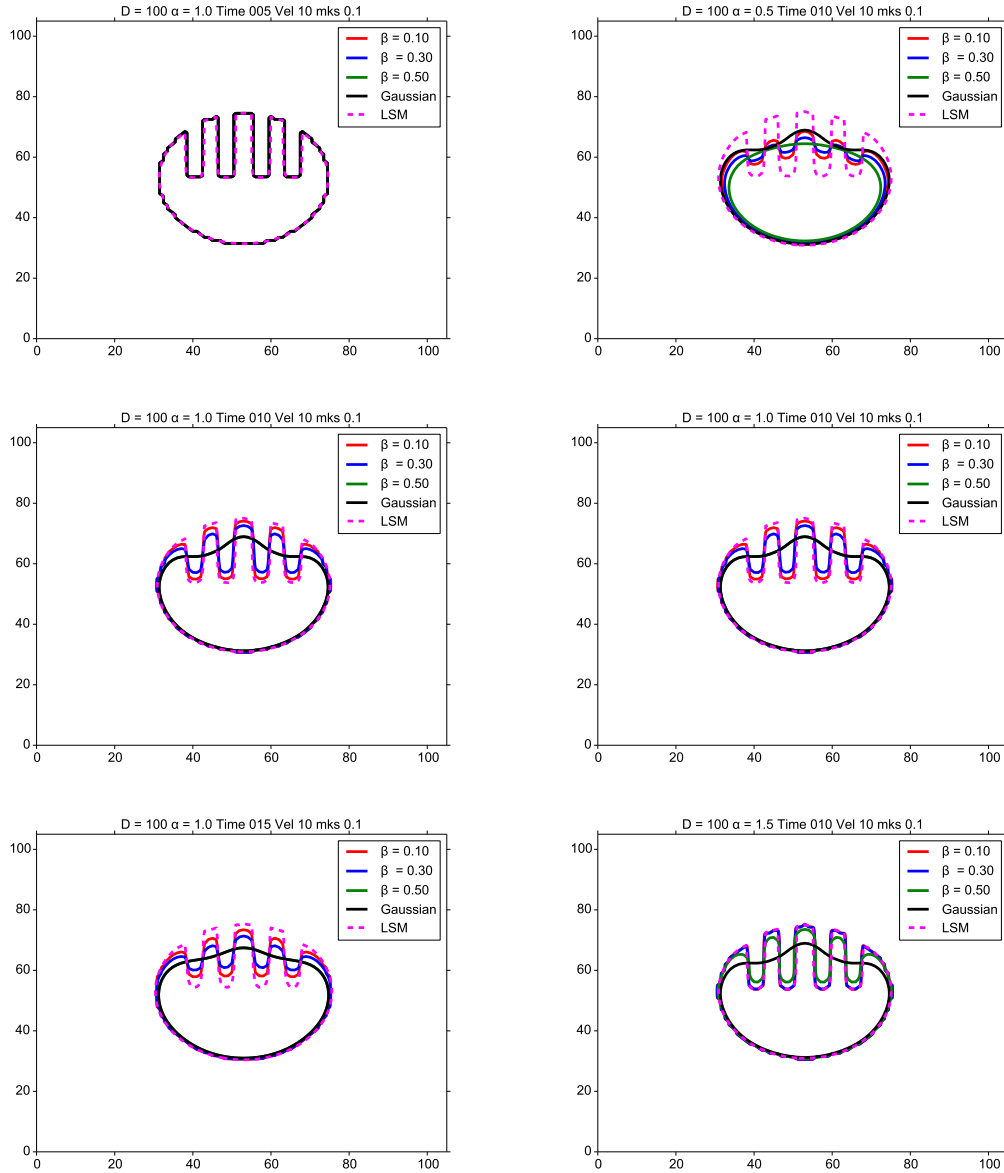 D = 100 α = 1.0 Time 005 Vel 10 mks 0.1
β = 0.10
β = 0.30
β = 0.50
Gaussian
LSM
100
80
60
40
20
0
0 20 40 60 80 100
D = 100 α = 0.5 Time 010 Vel 10 mks 0.1
β = 0.10
β = 0.30
β = 0.50
Gaussian
LSM
100
80
60
40
20
0
0 20 40 60 80 100
D = 100 α = 1.0 Time 010 Vel 10 mks 0.1
β = 0.10
β = 0.30
β = 0.50
Gaussian
LSM
100
80
60
40
20
0
0 20 40 60 80 100
D = 100 α = 1.0 Time 010 Vel 10 mks 0.1
β = 0.10
β = 0.30
β = 0.50
Gaussian
LSM
100
80
60
40
20
0
0 20 40 60 80 100
D = 100 α = 1.0 Time 015 Vel 10 mks 0.1
β = 0.10
β = 0.30
β = 0.50
Gaussian
LSM
100
80
60
40
20
0
0 20 40 60 80 100
D = 100 α = 1.5 Time 010 Vel 10 mks 0.1
β = 0.10
β = 0.30
β = 0.50
Gaussian
LSM
100
80
60
40
20
0
0 20 40 60 80 100